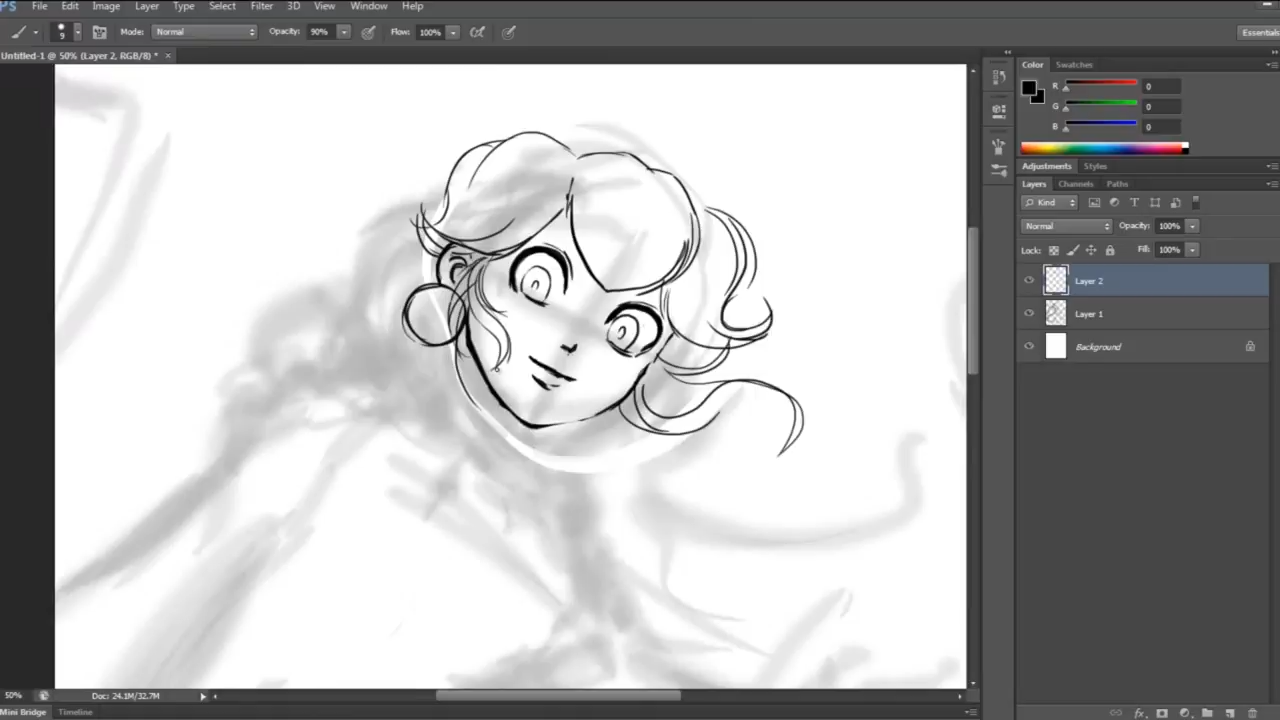 PS File Edit Image Layer Type Select Filter 3D View Window Help
9 Mode: Normal Opacity: 90% Flow: 100% Essentials
Untitled-1 @ 50% (Layer 2, RGB/8) * ×
Color Swatches
R 0
G 0
B 0
Adjustments Styles
Layers Channels Paths
Kind
Normal Opacity: 100%
Lock: Fill: 100%
Layer 2
Layer 1
Background
50% Doc: 24.1M/32.7M
Mini Bridge Timeline